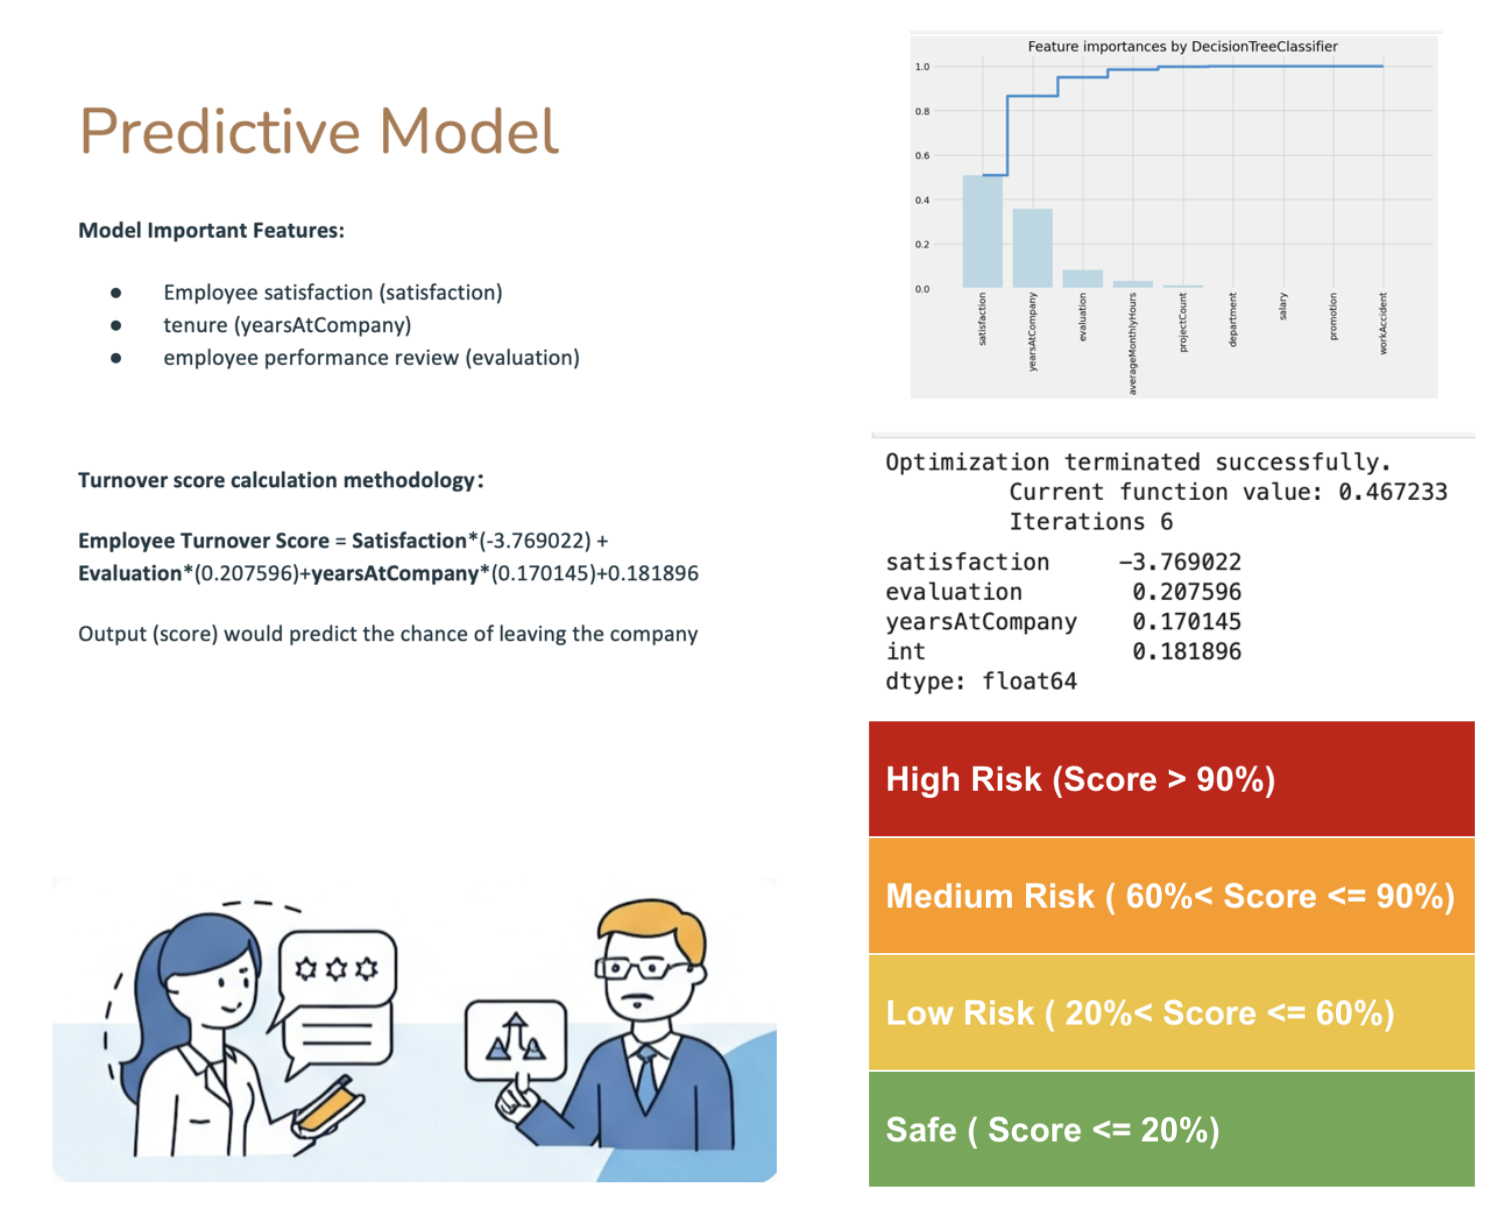 Predictive Model
Model Important Features:
● Employee satisfaction (satisfaction)
● tenure (yearsAtCompany)
● employee performance review (evaluation)
Turnover score calculation methodology:
Employee Turnover Score = Satisfaction*(-3.769022) +
Evaluation*(0.207596)+yearsAtCompany*(0.170145)+0.181896
Output (score) would predict the chance of leaving the company
Feature importances by DecisionTreeClassifier
1.0
0.8
0.6
0.4
0.2
0.0
satisfaction
yearsAtCompany
evaluation
averageMonthlyHours
projectCount
department
salary
promotion
workAccident
Optimization terminated successfully.
Current function value: 0.467233
Iterations 6
satisfaction -3.769022
evaluation 0.207596
yearsAtCompany 0.170145
int 0.181896
dtype: float64
High Risk (Score > 90%)
Medium Risk ( 60%< Score <= 90%)
Low Risk ( 20%< Score <= 60%)
Safe ( Score <= 20%)